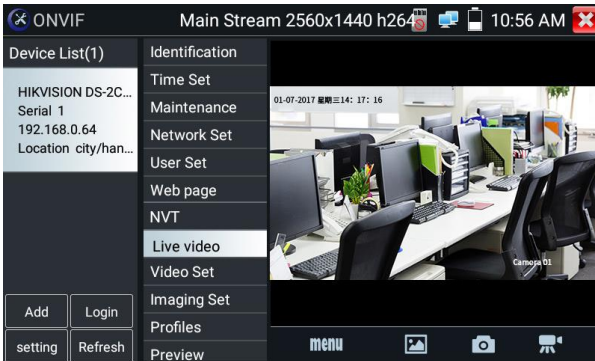 ONVIF
Main Stream 2560x1440 h264
10:56 AM
Device List(1)
HIKVISION DS-2C...
Serial 1
192.168.0.64
Location city/han...
Add
Login
setting
Refresh
Identification
Time Set
Maintenance
Network Set
User Set
Web page
NVT
Live video
Video Set
Imaging Set
Profiles
Preview
01-07-2017 星期三14: 17: 16
Camera 01
menu